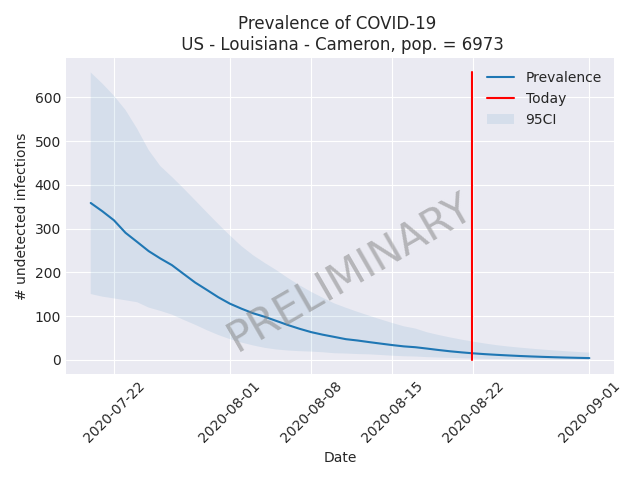 Prevalence of COVID-19
US - Louisiana - Cameron, pop. = 6973
# undetected infections
600
500
400
300
200
100
0
Prevalence
Today
95CI
PRELIMINARY
2020-07-22
2020-08-01
2020-08-08
2020-08-15
2020-08-22
2020-09-01
Date